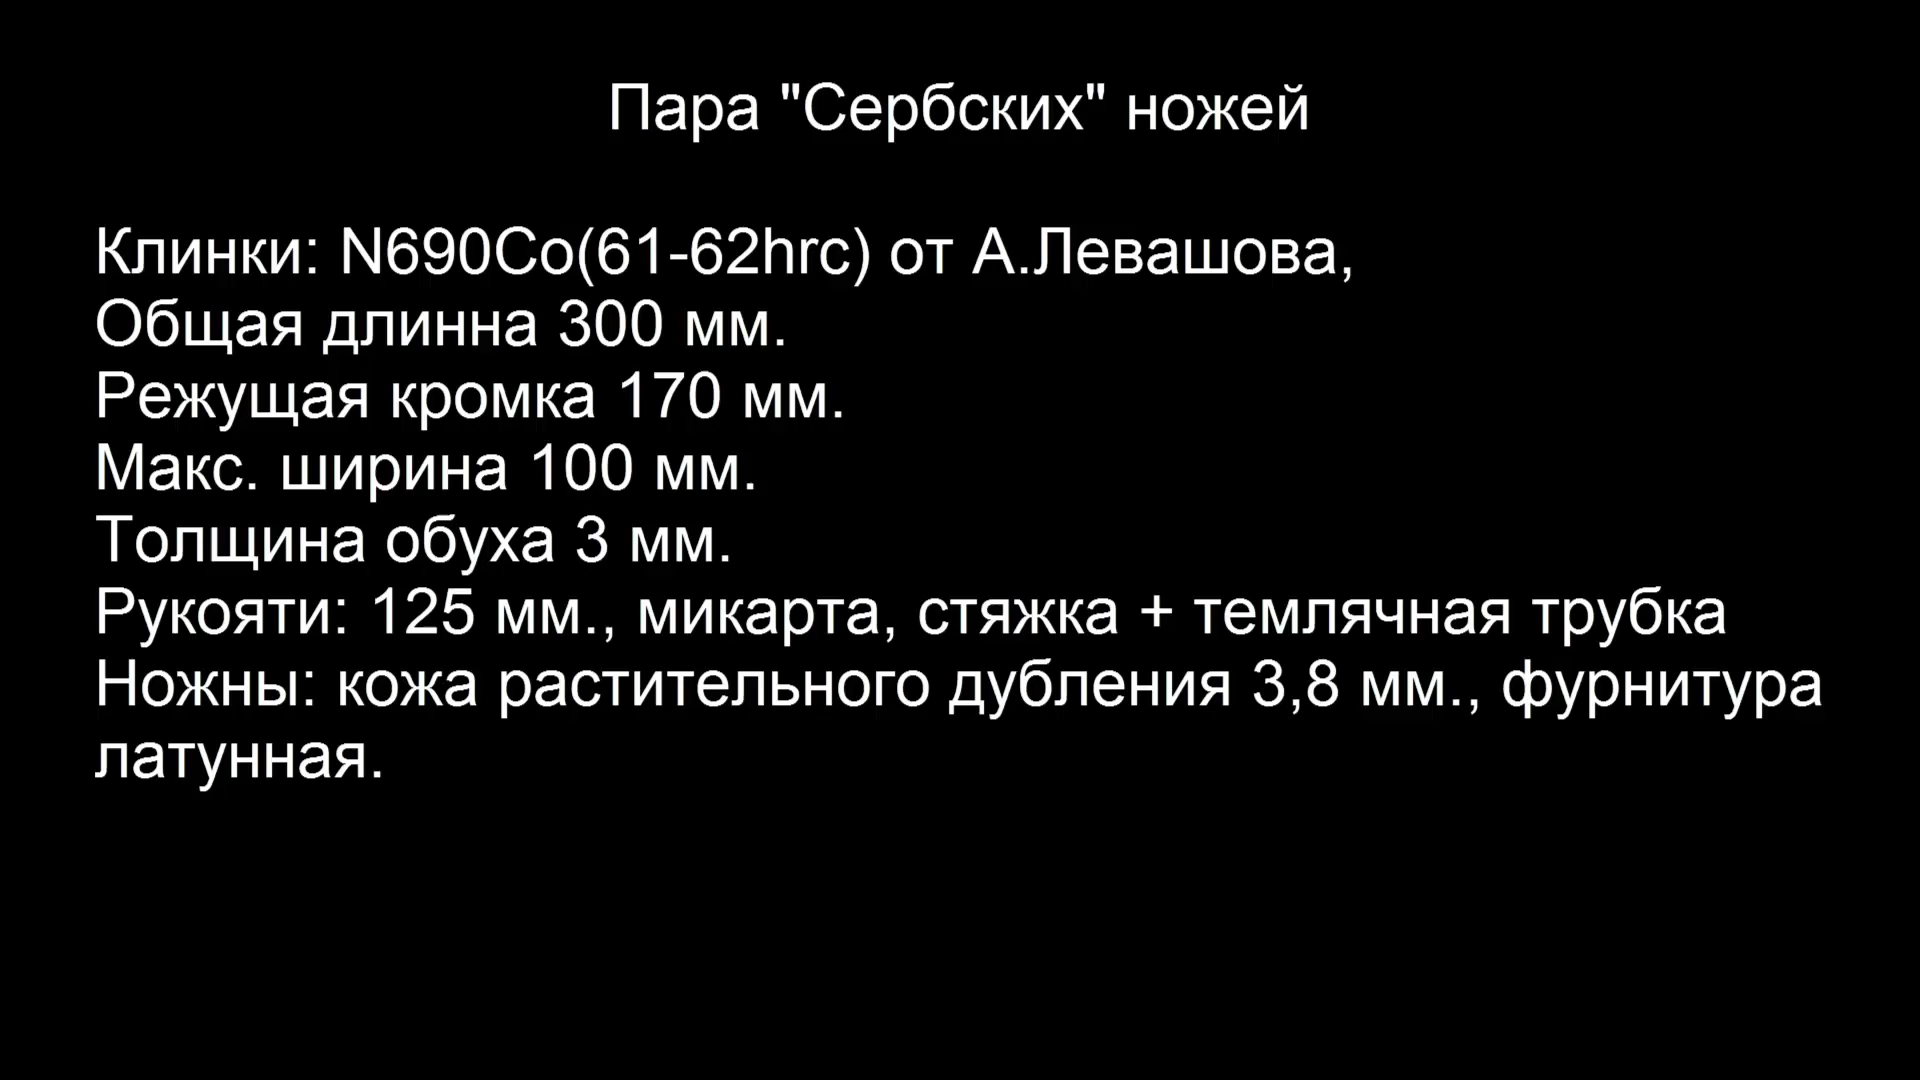 Пара "Сербских" ножей
Клинки: N690Co(61-62hrc) от А.Левашова,
Общая длинна 300 мм.
Режущая кромка 170 мм.
Макс. ширина 100 мм.
Толщина обуха 3 мм.
Рукояти: 125 мм., микарта, стяжка + темлячная трубка
Ножны: кожа растительного дубления 3,8 мм., фурнитура
латунная.